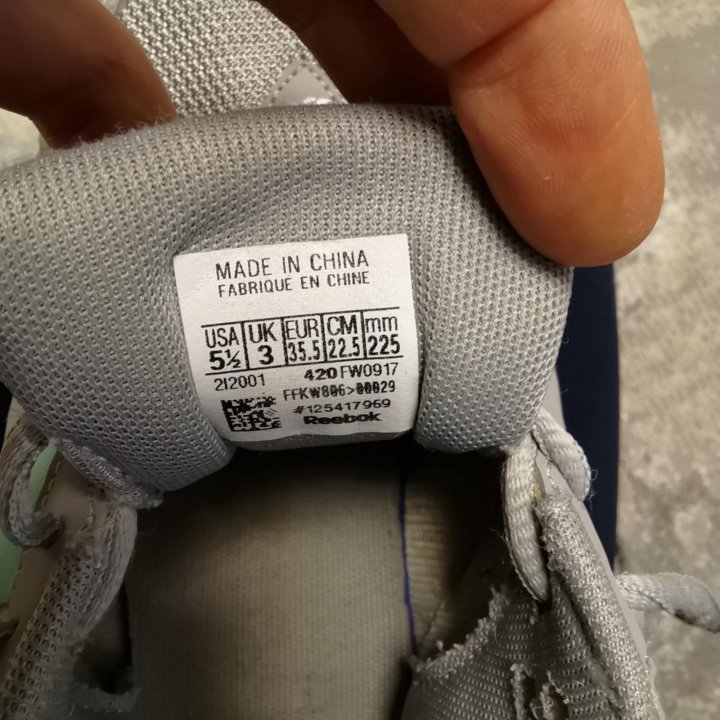 MADE IN CHINA
FABRIQUE EN CHINE
USA UK EUR CM mm
5½ 3 35.5 22.5 225
2I2001 420 FW0917
#125417969
Reebok